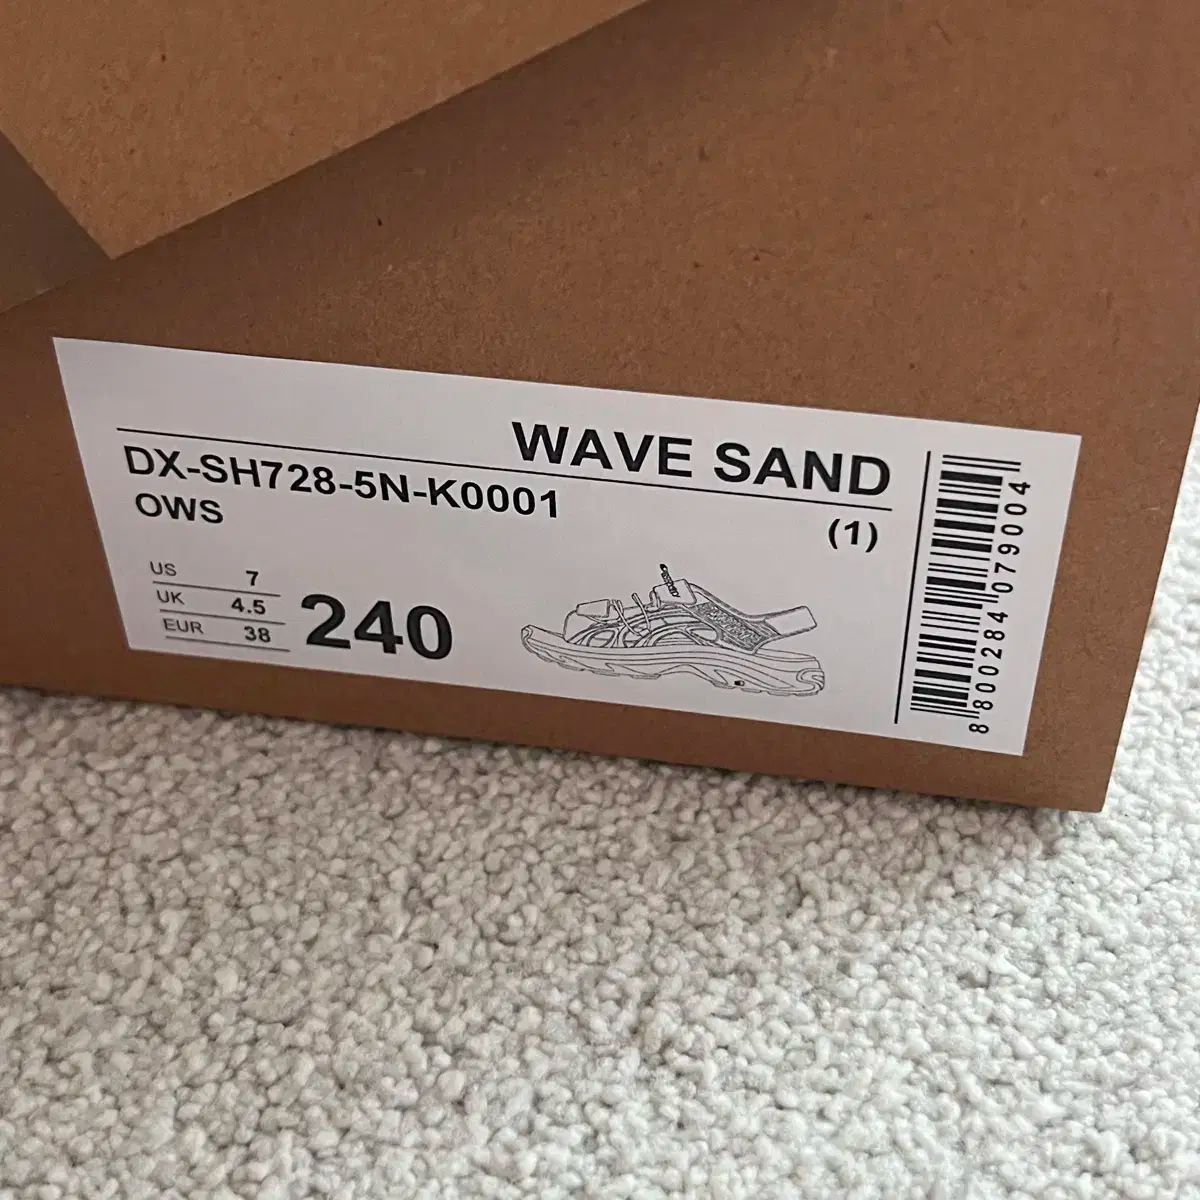 WAVE SAND
DX-SH728-5N-K0001
OWS
(1)
US 7
UK 4.5
EUR 38
240
8800284079004